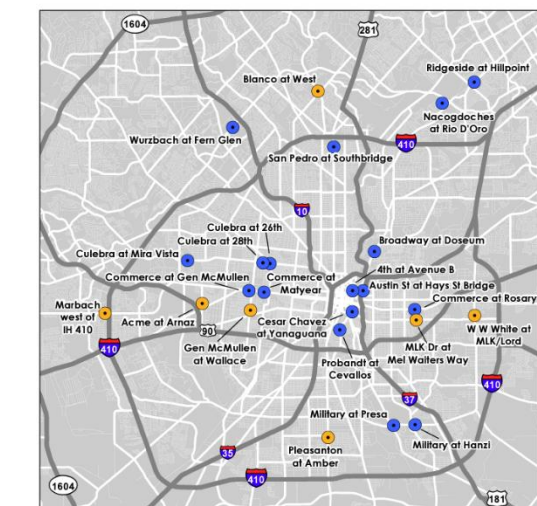 1604
281
Ridgeside at Hillpoint
Blanco at West
Nacogdoches
at Rio D'Oro
Wurzbach at Fern Glen
410
San Pedro at Southbridge
10
Culebra at 26th
Culebra at 28th
Broadway at Doseum
Culebra at Mira Vista
4th at Avenue B
Commerce at Gen McMullen
Commerce at
Matyear
Austin St at Hays St Bridge
Marbach
west of
IH 410
Commerce at Rosary
Acme at Arnaz
90
Cesar Chavez
at Yanaguana
W W White at
MLK/Lord
Gen McMullen
at Wallace
MLK Dr at
Mel Waiters Way
410
Probandt at
Cevallos
410
37
Military at Presa
Military at Hanzi
35
Pleasanton
at Amber
410
1604
181